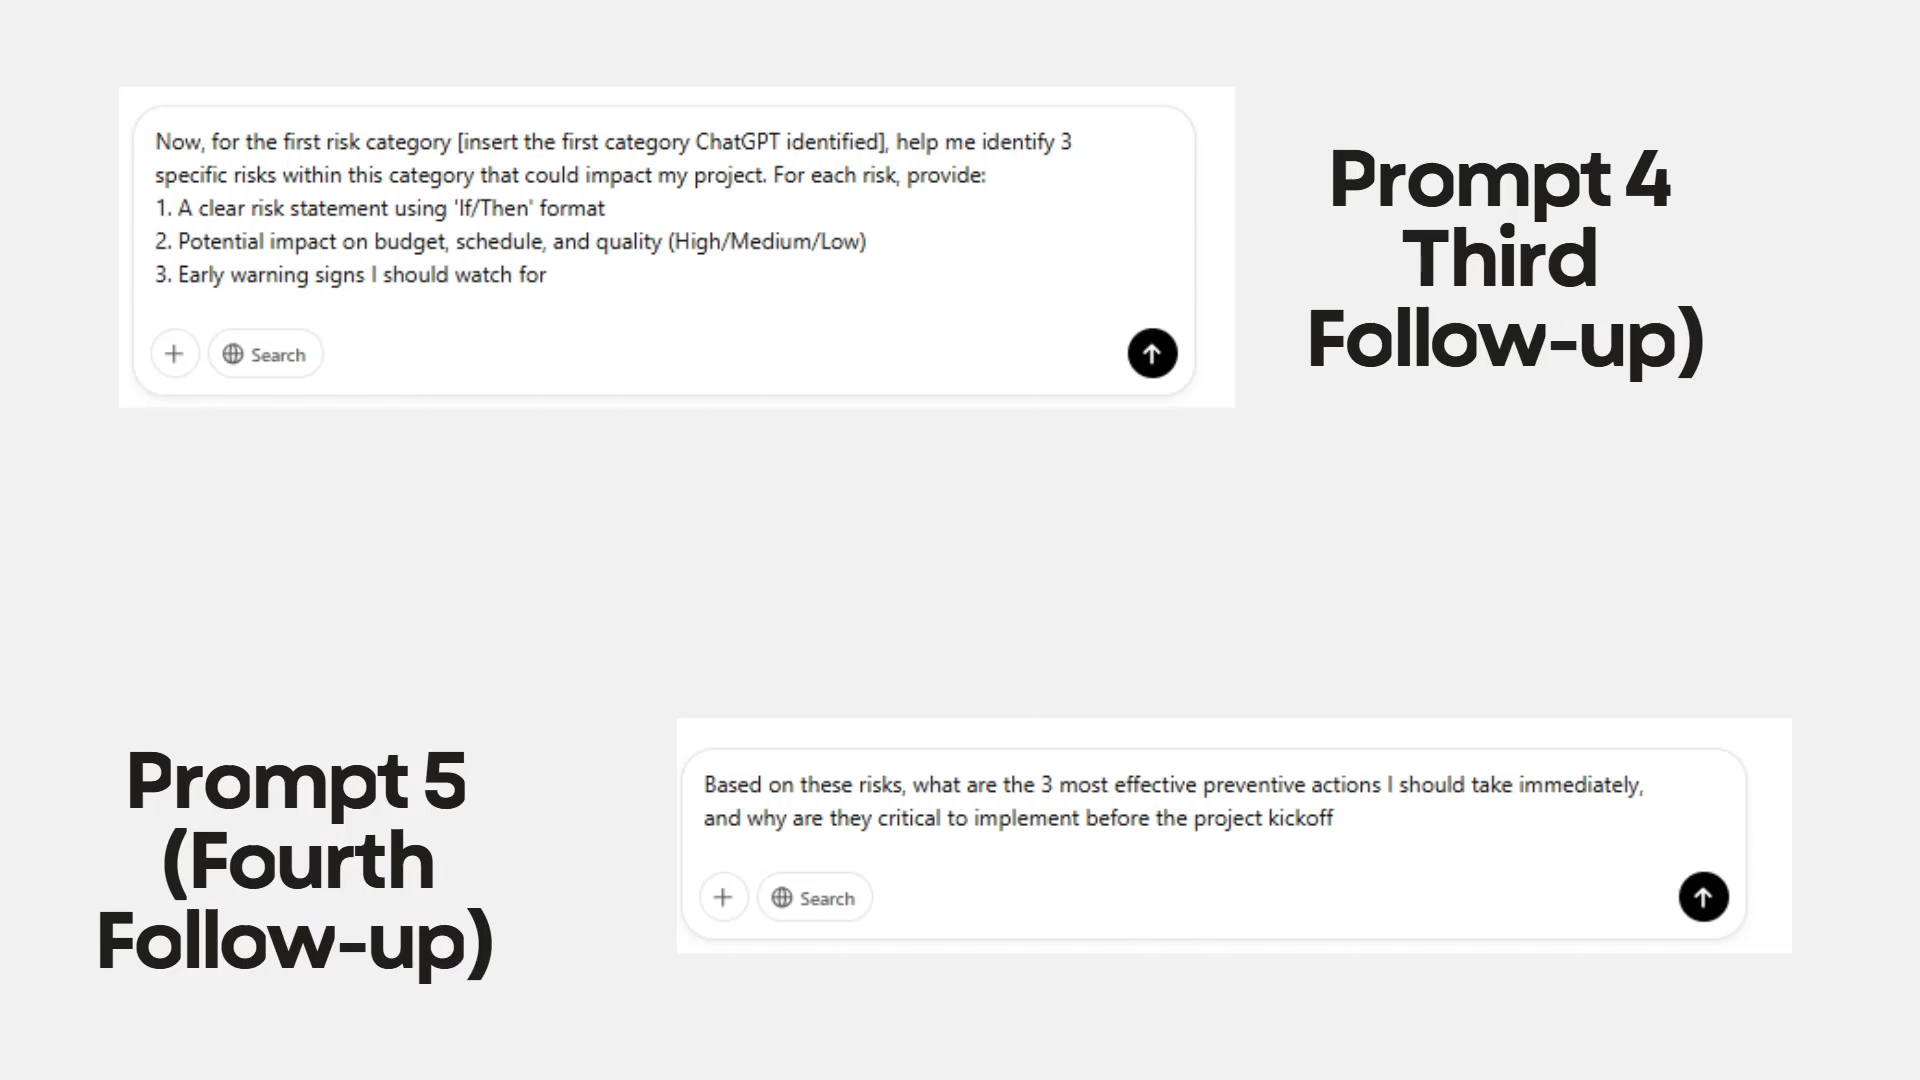 Now, for the first risk category [insert the first category ChatGPT identified], help me identify 3
specific risks within this category that could impact my project. For each risk, provide:
1. A clear risk statement using 'If/Then' format
2. Potential impact on budget, schedule, and quality (High/Medium/Low)
3. Early warning signs I should watch for
Search
Prompt 4
Third
Follow-up)
Prompt 5
(Fourth
Follow-up)
Based on these risks, what are the 3 most effective preventive actions I should take immediately,
and why are they critical to implement before the project kickoff
Search